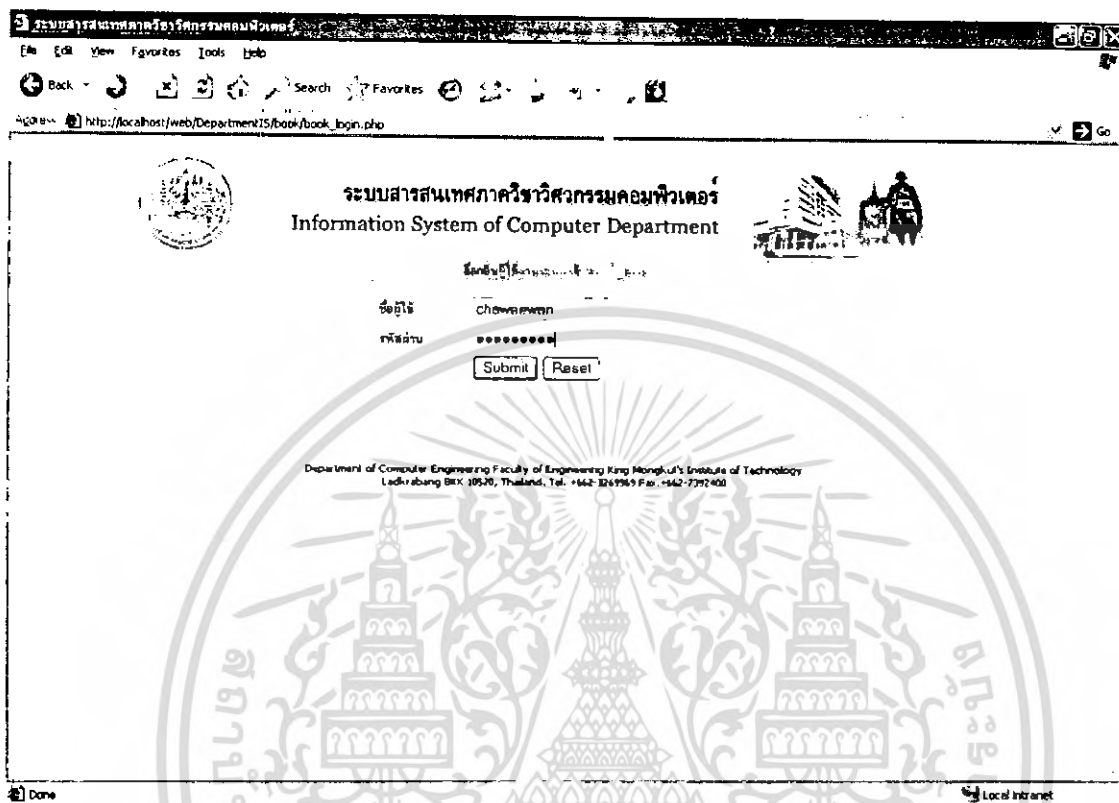 ระบบสารสนเทศภาควิชาวิศวกรรมคอมพิวเตอร์
File Edit View Favorites Tools Help
Back Search Favorites
Address http://localhost/web/Department15/book/book_login.php Go
ระบบสารสนเทศภาควิชาวิศวกรรมคอมพิวเตอร์
Information System of Computer Department
ชื่อผู้ใช้ chawaewan
รหัสผ่าน
Submit Reset
Department of Computer Engineering Faculty of Engineering King Mongkut's Institute of Technology
Ladkrabang BKK 10520, Thailand. Tel. +662-3269969 Fax. +662-7392400
Done Local intranet